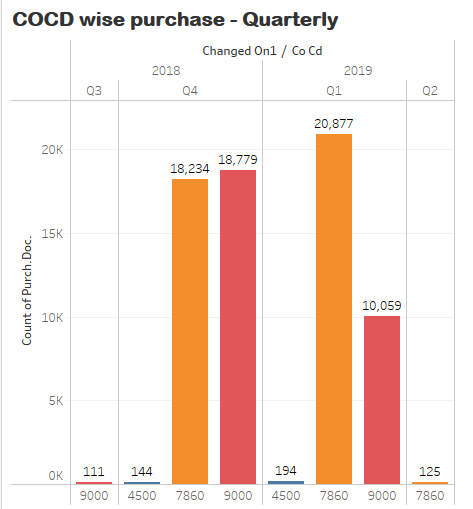 COCD wise purchase - Quarterly
Changed On1 / Co Cd
2018 2019
Q3 Q4 Q1 Q2
Count of Purch.Doc.
20K
15K
10K
5K
0K
111 144 18,234 18,779 194 20,877 10,059 125
9000 4500 7860 9000 4500 7860 9000 7860